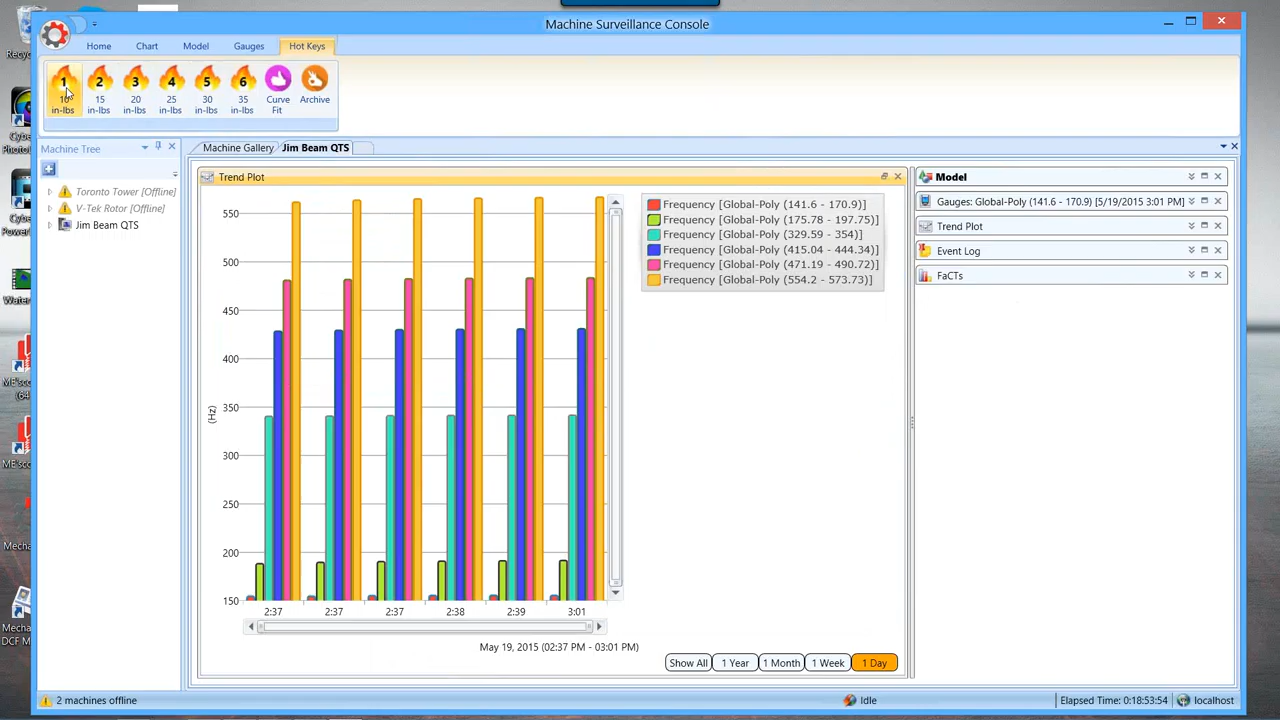 Machine Surveillance Console
Home Chart Model Gauges Hot Keys
1 2 3 4 5 6
10 in-lbs
15 in-lbs
20 in-lbs
25 in-lbs
30 in-lbs
35 in-lbs
Curve Fit
Archive
Machine Tree
Toronto Tower [Offline]
V-Tek Rotor [Offline]
Jim Beam QTS
Machine Gallery Jim Beam QTS
Trend Plot
Frequency [Global-Poly (141.6 - 170.9)]
Frequency [Global-Poly (175.78 - 197.75)]
Frequency [Global-Poly (329.59 - 354)]
Frequency [Global-Poly (415.04 - 444.34)]
Frequency [Global-Poly (471.19 - 490.72)]
Frequency [Global-Poly (554.2 - 573.73)]
550
500
450
400
350
300
250
200
150
(Hz)
2:37 2:37 2:37 2:38 2:39 3:01
May 19, 2015 (02:37 PM - 03:01 PM)
Show All 1 Year 1 Month 1 Week 1 Day
Model
Gauges: Global-Poly (141.6 - 170.9) [5/19/2015 3:01 PM]
Trend Plot
Event Log
FaCTs
2 machines offline
Idle
Elapsed Time: 0:18:53:54
localhost